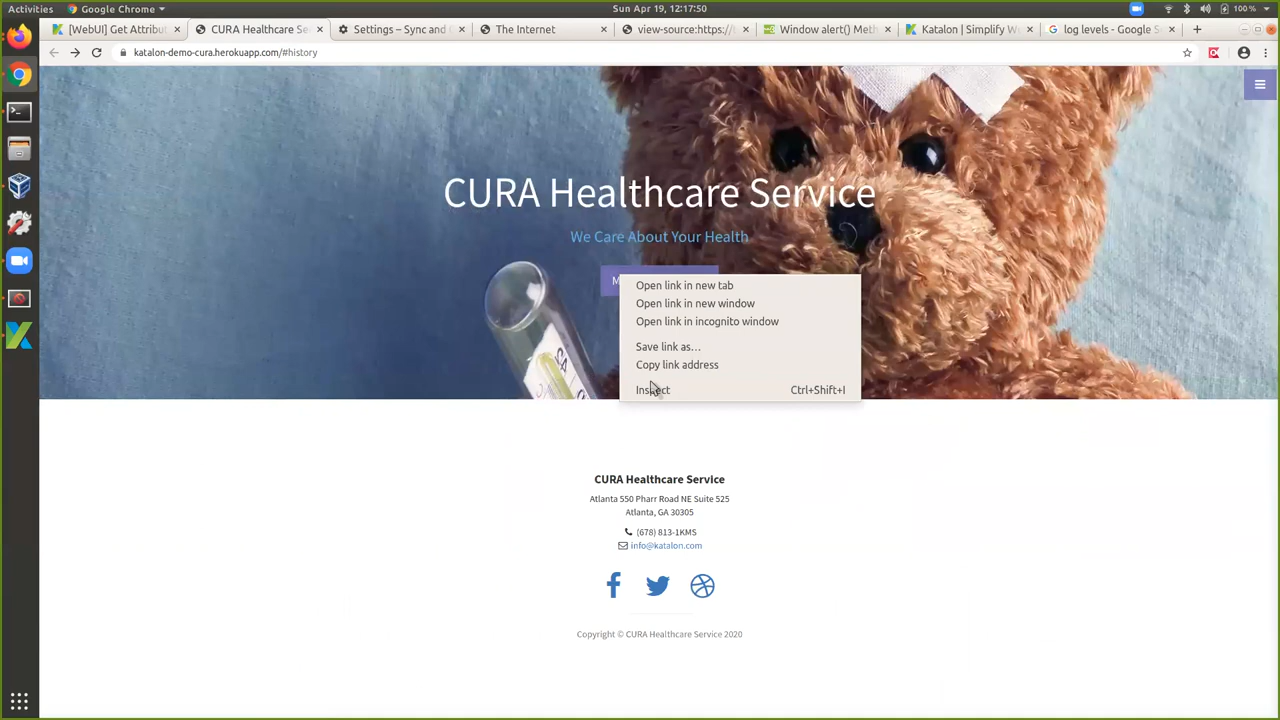 Activities
Google Chrome
Sun Apr 19, 12:17:50
100 %
[WebUI] Get Attribut
CURA Healthcare Se
Settings – Sync and G
The Internet
view-source:https://t
Window alert() Meth
Katalon | Simplify W
log levels - Google S
katalon-demo-cura.herokuapp.com/#history
CURA Healthcare Service
We Care About Your Health
M
Open link in new tab
Open link in new window
Open link in incognito window
Save link as...
Copy link address
Inspect Ctrl+Shift+I
CURA Healthcare Service
Atlanta 550 Pharr Road NE Suite 525
Atlanta, GA 30305
(678) 813-1KMS
info@katalon.com
Copyright © CURA Healthcare Service 2020